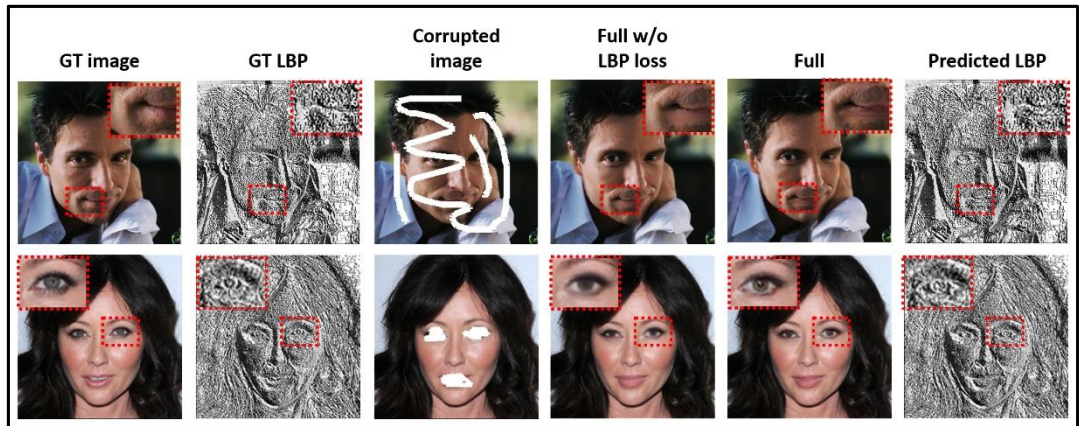 GT image
GT LBP
Corrupted
image
Full w/o
LBP loss
Full
Predicted LBP